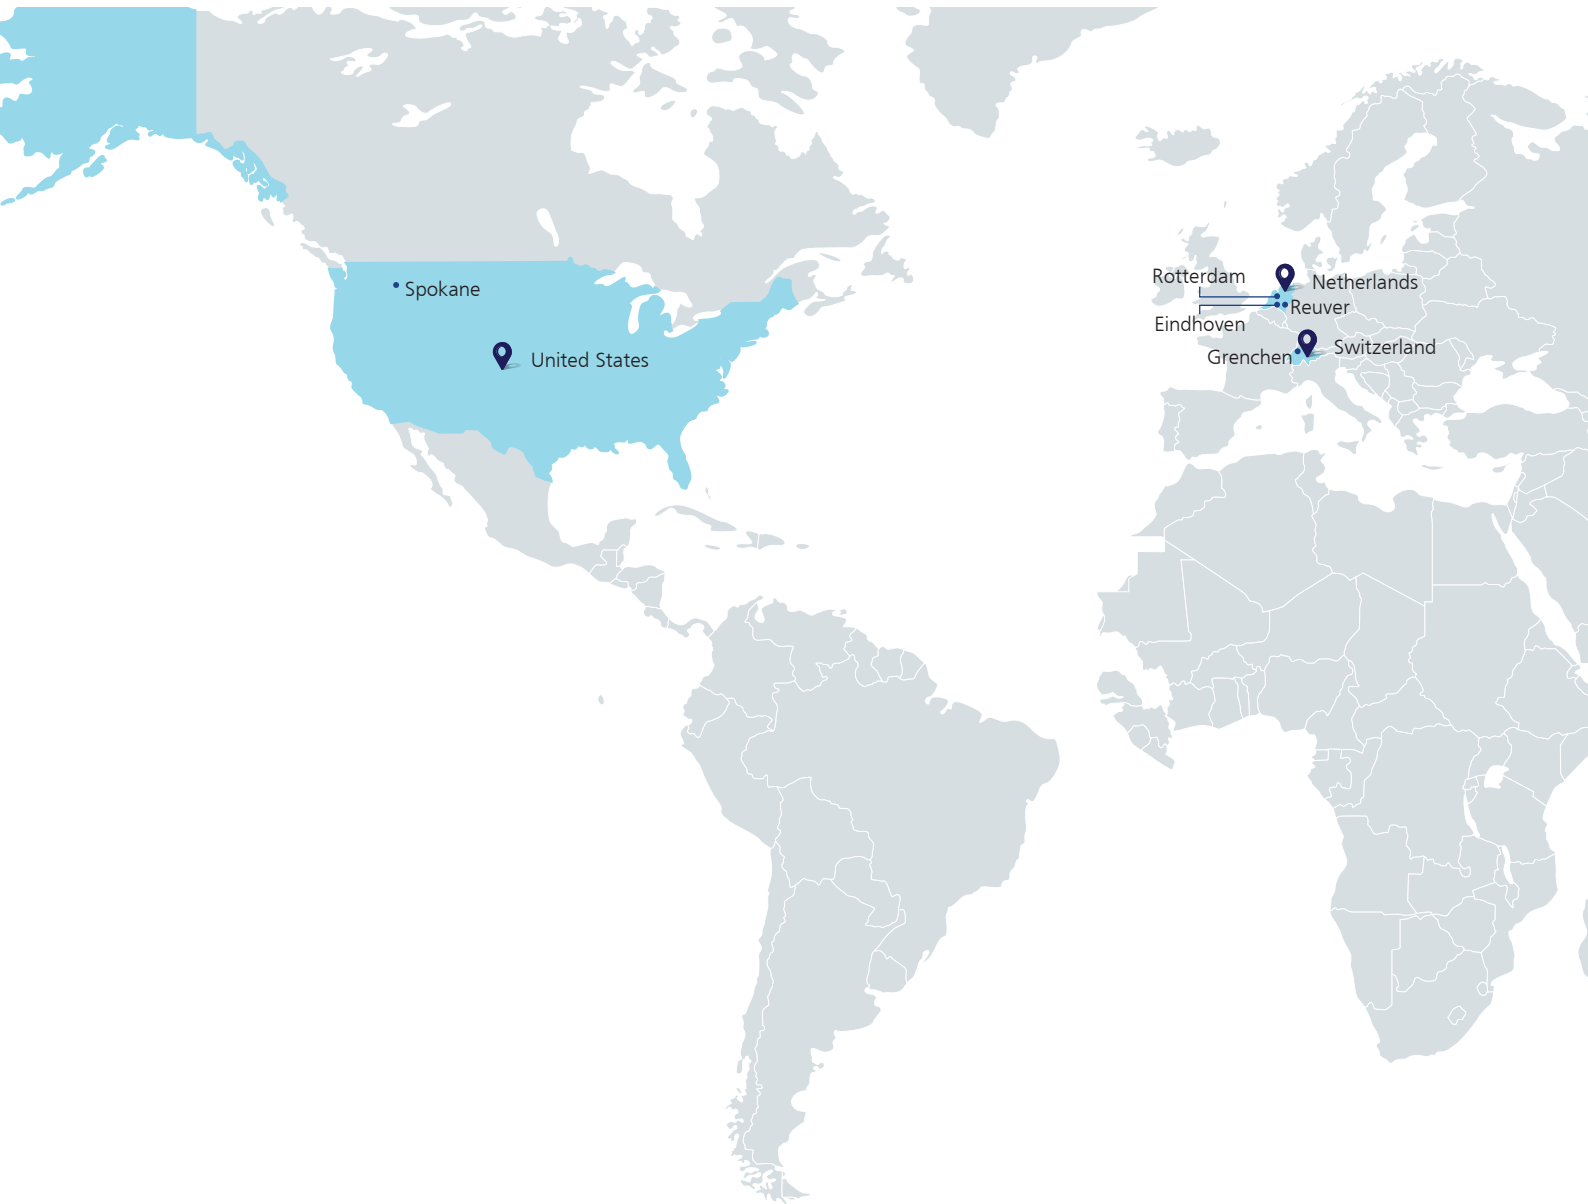 Spokane
United States
Rotterdam
Netherlands
Reuver
Eindhoven
Switzerland
Grenchen